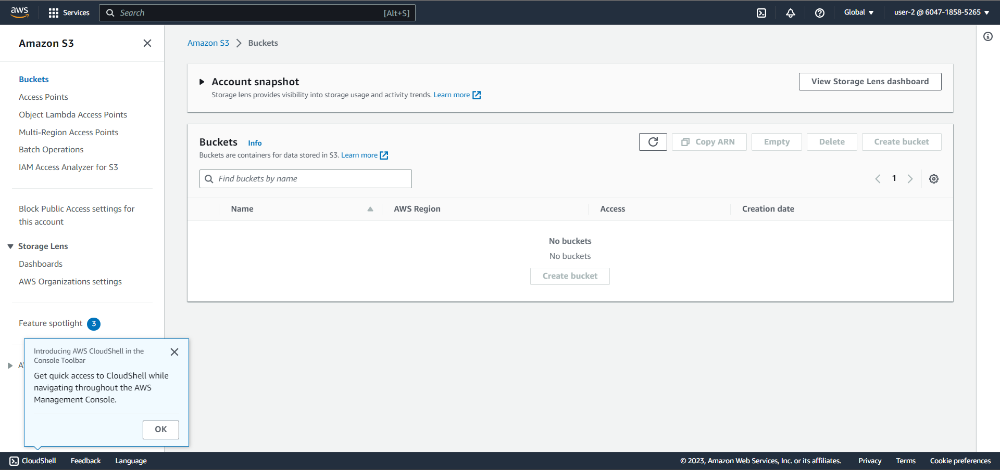 aws
Services
Search
[Alt+S]
Global
user-2 @ 6047-1858-5265
Amazon S3
Buckets
Access Points
Object Lambda Access Points
Multi-Region Access Points
Batch Operations
IAM Access Analyzer for S3
Block Public Access settings for
this account
Storage Lens
Dashboards
AWS Organizations settings
Feature spotlight 3
Introducing AWS CloudShell in the
Console Toolbar
Get quick access to CloudShell while
navigating throughout the AWS
Management Console.
OK
Amazon S3 Buckets
Account snapshot
Storage lens provides visibility into storage usage and activity trends. Learn more
View Storage Lens dashboard
Buckets Info
Buckets are containers for data stored in S3. Learn more
Copy ARN
Empty
Delete
Create bucket
Find buckets by name
1
Name
AWS Region
Access
Creation date
No buckets
No buckets
Create bucket
CloudShell
Feedback
Language
© 2023, Amazon Web Services, Inc. or its affiliates.
Privacy
Terms
Cookie preferences